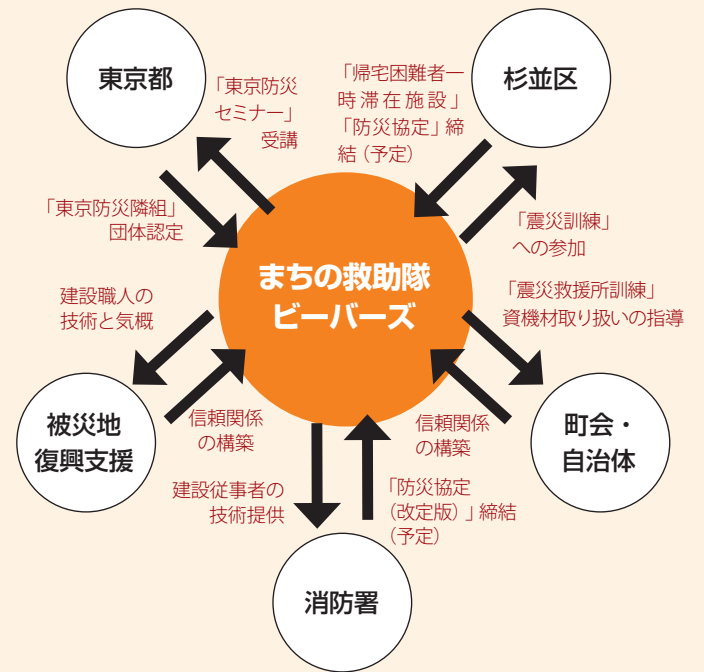 東京都
「東京防災
セミナー」
受講
「帰宅困難者一
時滞在施設」
「防災協定」締
結（予定）
杉並区
「東京防災隣組」
団体認定
「震災訓練」
への参加
まちの救助隊
ビーバーズ
建設職人の
技術と気概
「震災救援所訓練」
資機材取り扱いの指導
被災地
復興支援
信頼関係
の構築
信頼関係
の構築
町会・
自治体
建設従事者の
技術提供
「防災協定
（改定版）」締結
（予定）
消防署